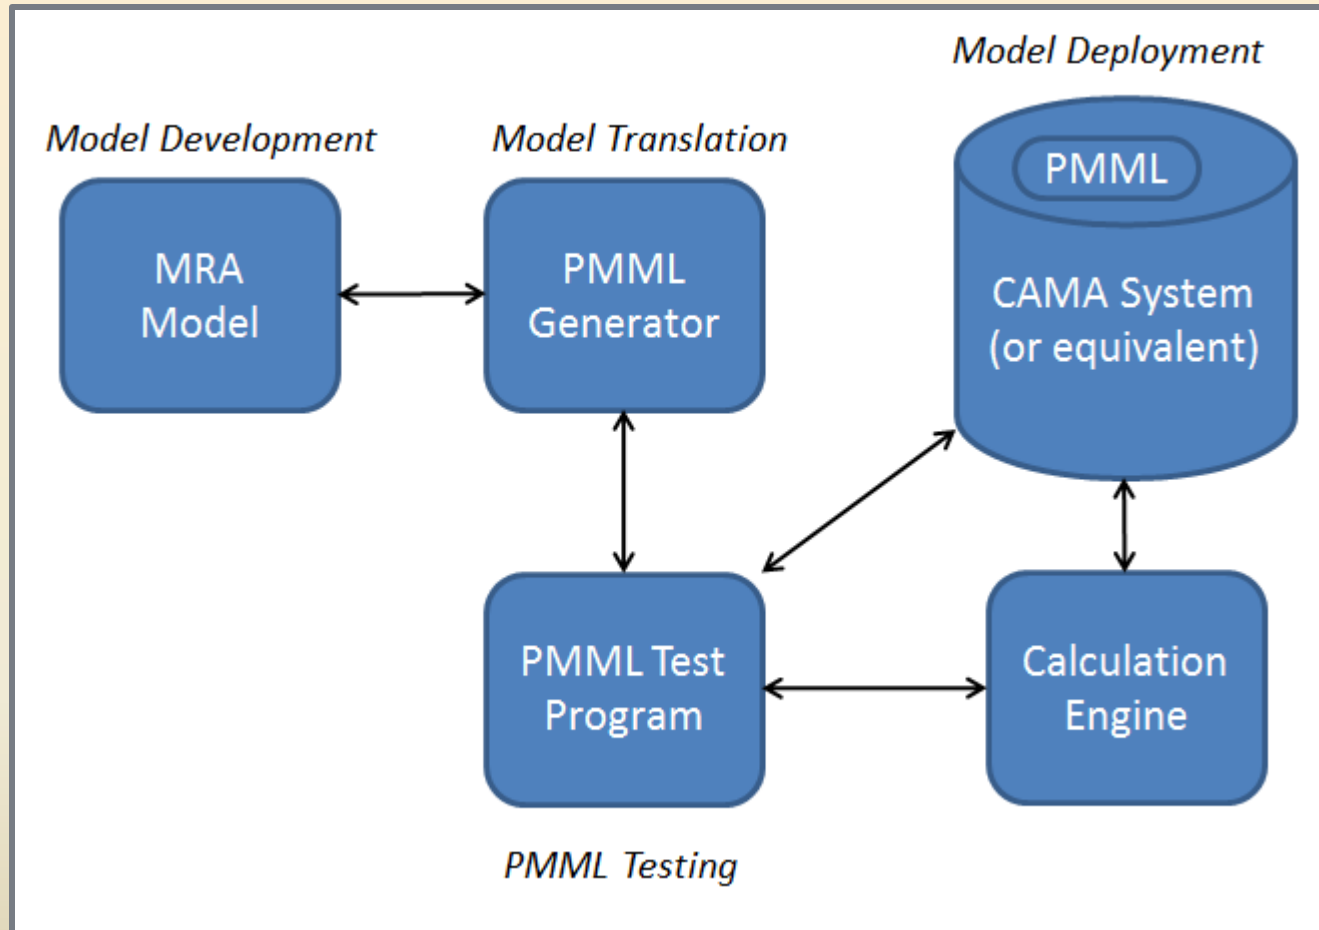 Model Deployment
Model Development
Model Translation
PMML
MRA
Model
PMML
Generator
CAMA System
(or equivalent)
PMML Test
Program
Calculation
Engine
PMML Testing